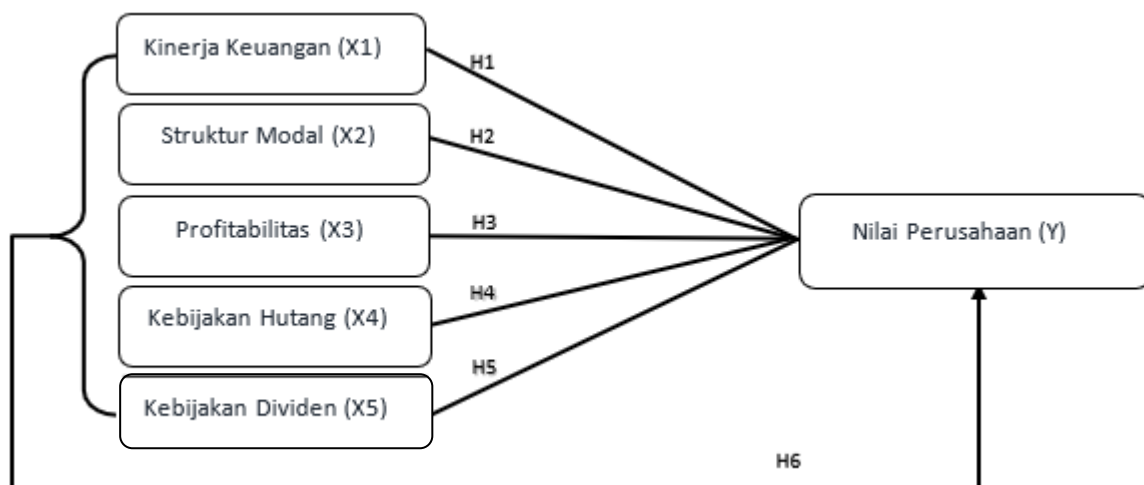 Kinerja Keuangan (X1)
H1
Struktur Modal (X2)
H2
Profitabilitas (X3)
H3
Nilai Perusahaan (Y)
Kebijakan Hutang (X4)
H4
Kebijakan Dividen (X5)
H5
H6